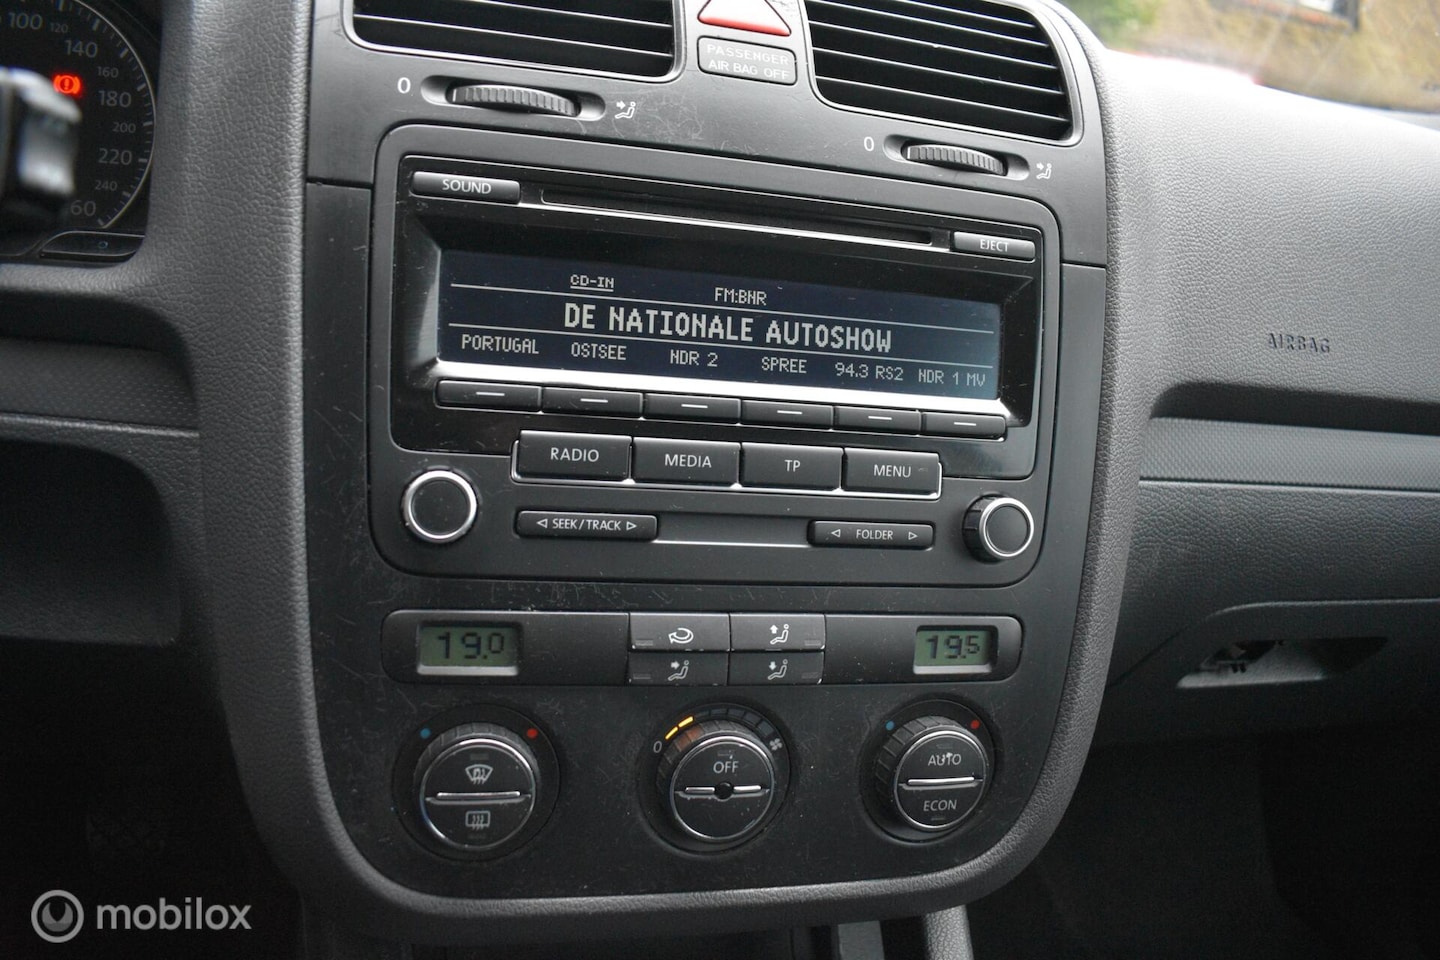 100
120
140
160
180
200
220
240
60
PASSENGER
AIR BAG OFF
0
0
SOUND
EJECT
CD-IN
FM:BNR
DE NATIONALE AUTOSHOW
PORTUGAL OSTSEE NDR 2 SPREE 94.3 RS2 NDR 1 MV
RADIO MEDIA TP MENU
SEEK/TRACK FOLDER
AIRBAG
19.0 19.5
0
OFF
AUTO
ECON
mobilox